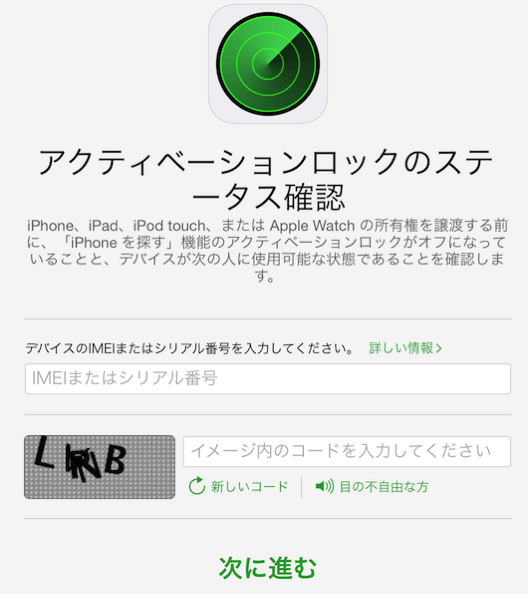 アクティベーションロックのステ
ータス確認
iPhone、iPad、iPod touch、または Apple Watch の所有権を譲渡する前
に、「iPhone を探す」機能のアクティベーションロックがオフになって
いることと、デバイスが次の人に使用可能な状態であることを確認しま
す。
デバイスのIMEIまたはシリアル番号を入力してください。 詳しい情報>
IMEIまたはシリアル番号
イメージ内のコードを入力してください
新しいコード 目の不自由な方
次に進む